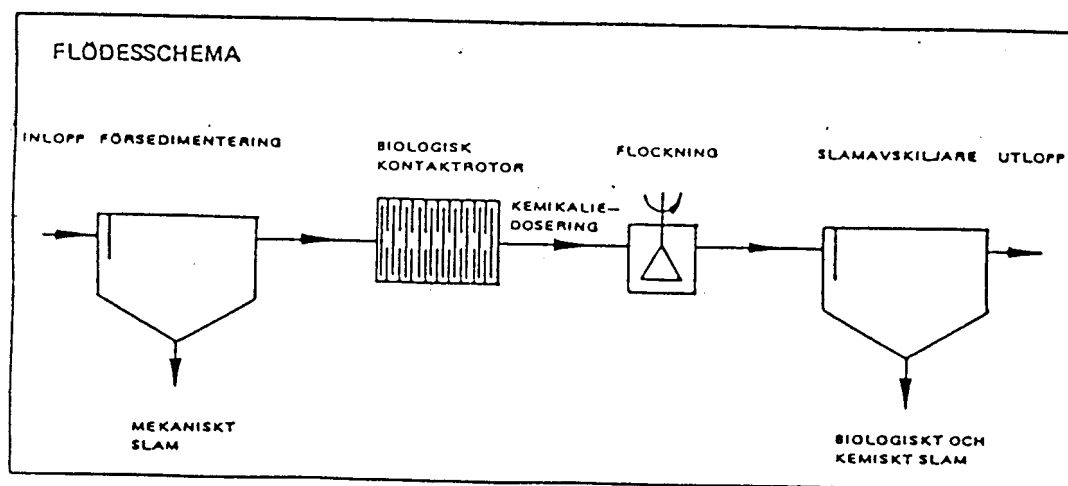 FLÖDESSCHEMA
INLOPP FÖRSEDIMENTERING
BIOLOGISK
KONTAKTROTOR
KEMIKALIE-
DOSERING
FLOCKNING
SLAMAVSKILJARE UTLOPP
MEKANISKT
SLAM
BIOLOGISKT OCH
KEMISKT SLAM